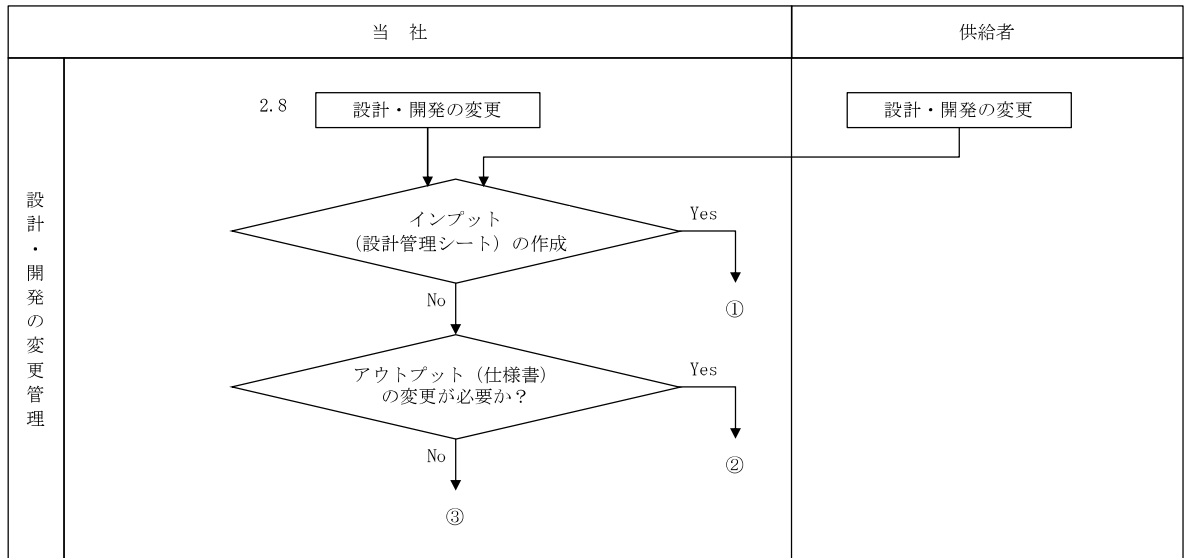 当 社
供給者
設計・開発の変更管理
2.8
設計・開発の変更
設計・開発の変更
インプット
(設計管理シート)の作成
Yes
①
No
アウトプット(仕様書)
の変更が必要か？
Yes
②
No
③